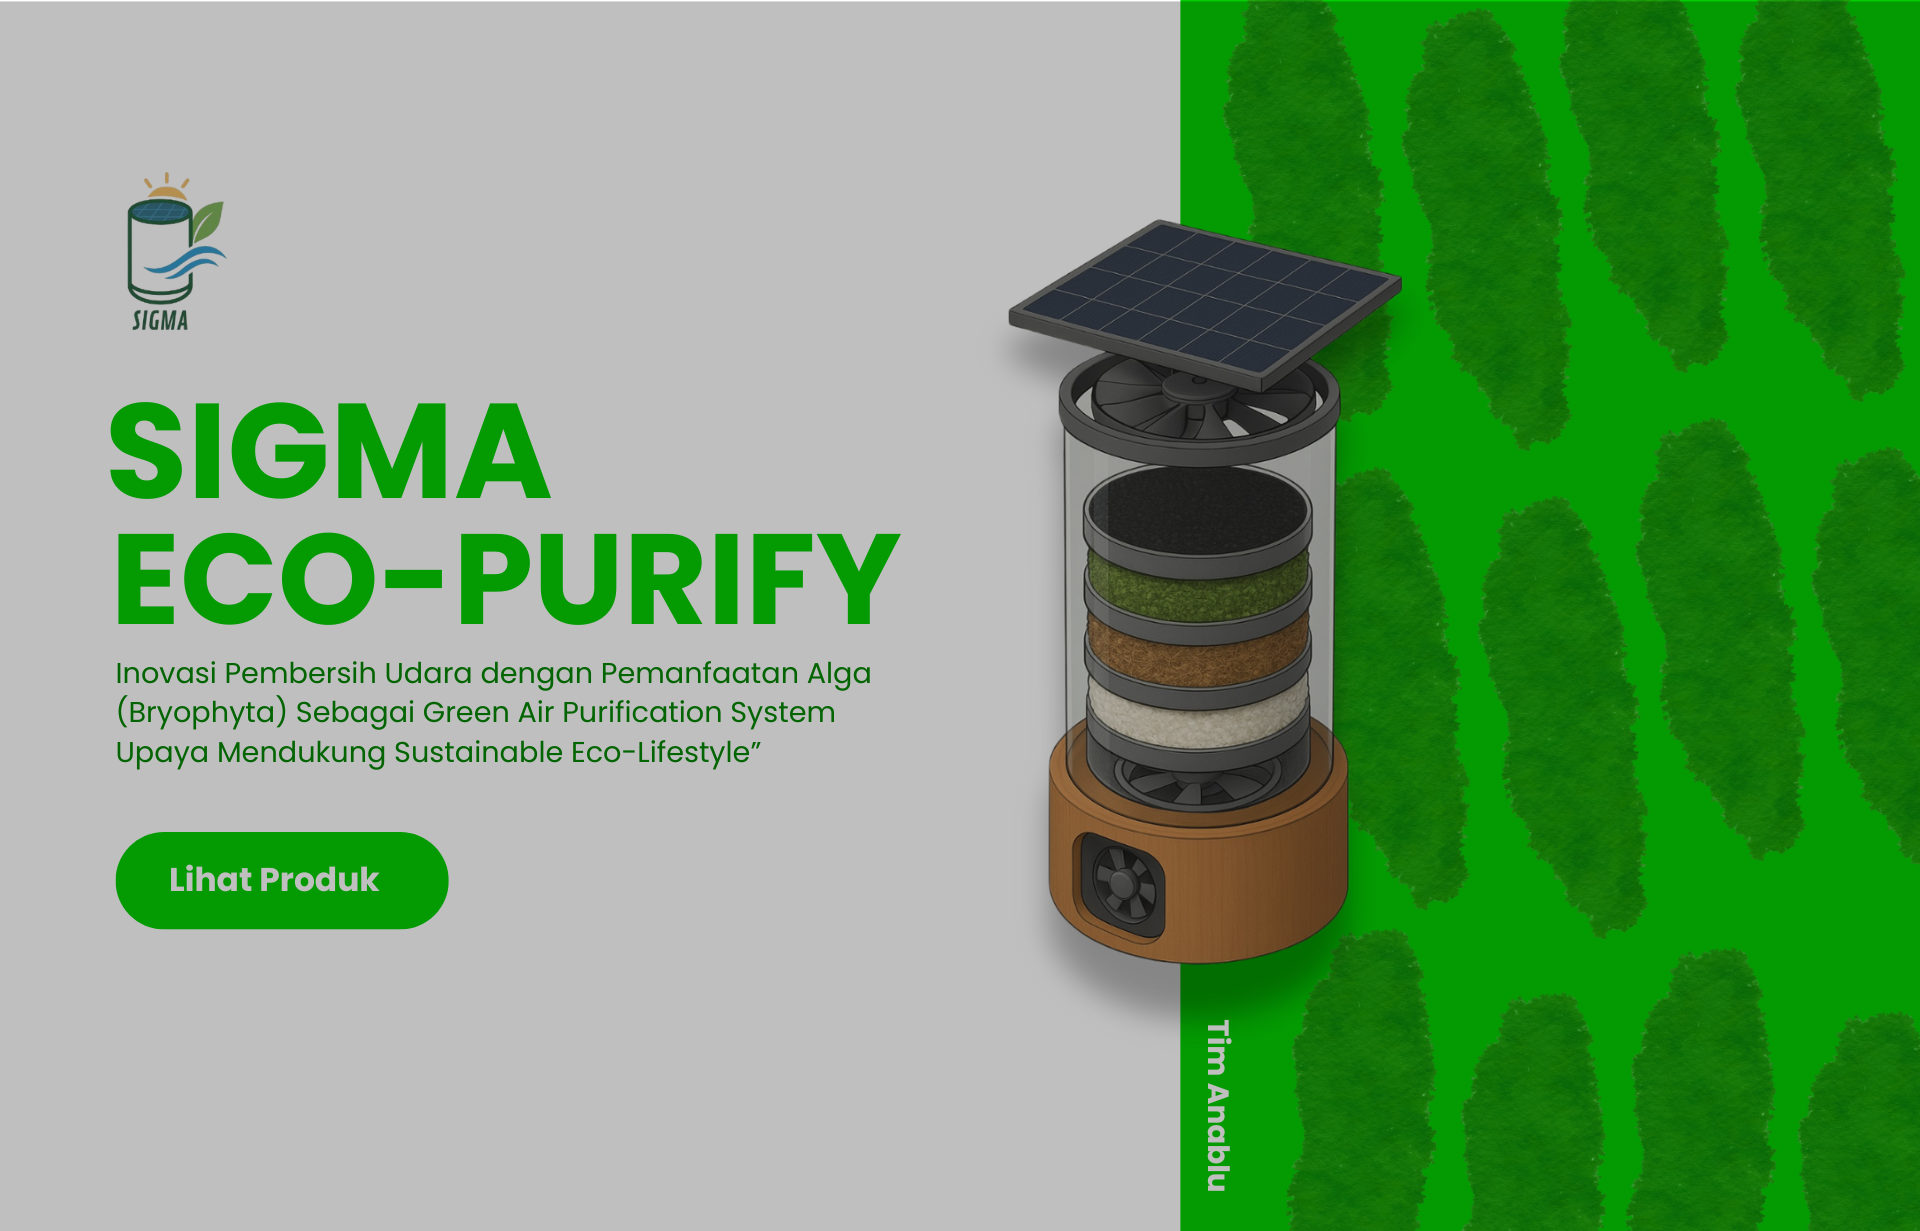 SIGMA
SIGMA
ECO-PURIFY
Inovasi Pembersih Udara dengan Pemanfaatan Alga
(Bryophyta) Sebagai Green Air Purification System
Upaya Mendukung Sustainable Eco-Lifestyle”
Lihat Produk
Tim Anablu